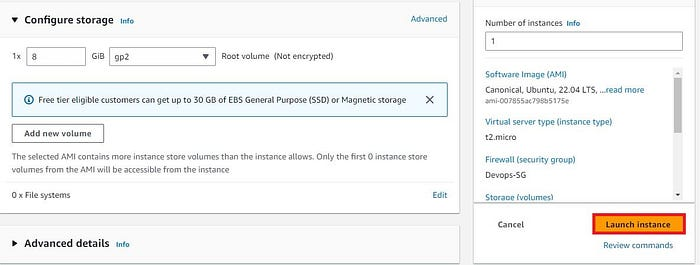 Configure storage Info
Advanced
1x 8 GiB gp2 Root volume (Not encrypted)
Free tier eligible customers can get up to 30 GB of EBS General Purpose (SSD) or Magnetic storage
Add new volume
The selected AMI contains more instance store volumes than the instance allows. Only the first 0 instance store
volumes from the AMI will be accessible from the instance
0 x File systems
Edit
Advanced details Info
Number of instances Info
1
Software Image (AMI)
Canonical, Ubuntu, 22.04 LTS, ...read more
ami-007855ac798b5175e
Virtual server type (instance type)
t2.micro
Firewall (security group)
Devops-SG
Storage (volumes)
Cancel
Launch instance
Review commands